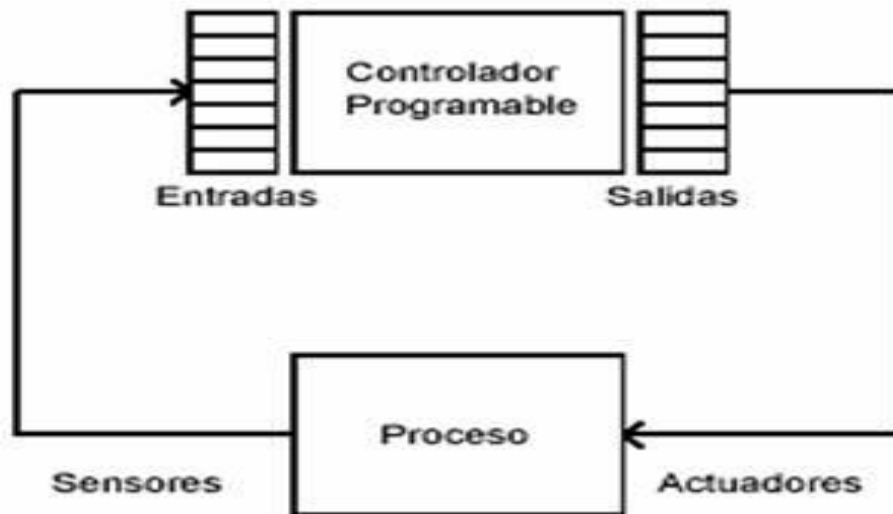 Controlador
Programable
Entradas
Salidas
Proceso
Sensores
Actuadores